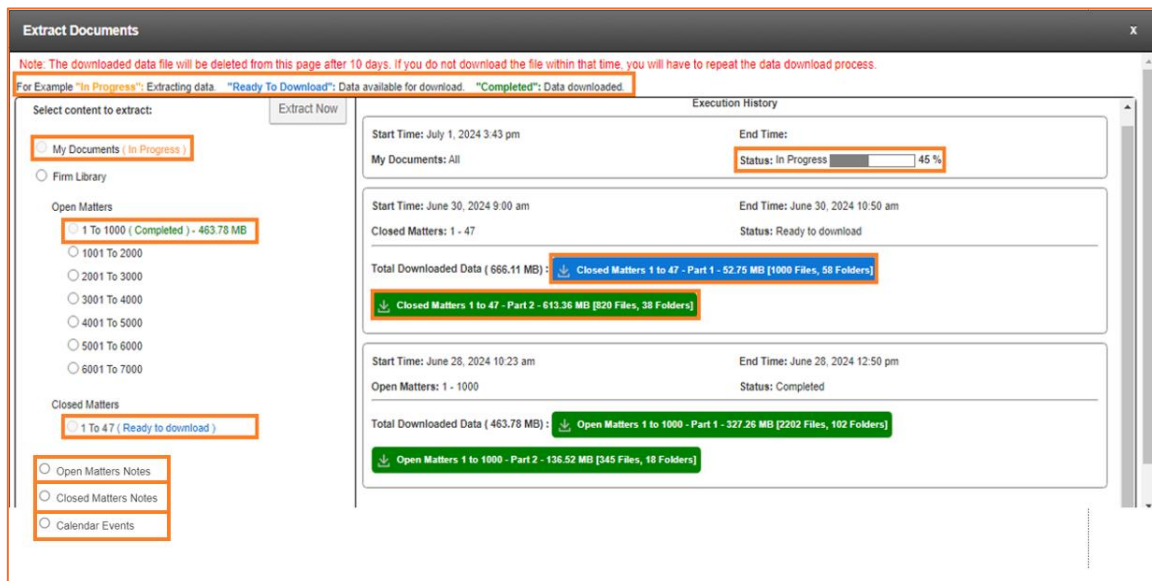 Extract Documents
x
Note: The downloaded data file will be deleted from this page after 10 days. If you do not download the file within that time, you will have to repeat the data download process.
For Example "In Progress": Extracting data. "Ready To Download": Data available for download. "Completed": Data downloaded.
Select content to extract:
Extract Now
My Documents ( In Progress )
Firm Library
Open Matters
1 To 1000 ( Completed ) - 463.78 MB
1001 To 2000
2001 To 3000
3001 To 4000
4001 To 5000
5001 To 6000
6001 To 7000
Closed Matters
1 To 47 ( Ready to download )
Open Matters Notes
Closed Matters Notes
Calendar Events
Execution History
Start Time: July 1, 2024 3:43 pm
End Time:
My Documents: All
Status: In Progress 45 %
Start Time: June 30, 2024 9:00 am
End Time: June 30, 2024 10:50 am
Closed Matters: 1 - 47
Status: Ready to download
Total Downloaded Data ( 666.11 MB) : Closed Matters 1 to 47 - Part 1 - 52.75 MB [1000 Files, 58 Folders]
Closed Matters 1 to 47 - Part 2 - 613.36 MB [820 Files, 38 Folders]
Start Time: June 28, 2024 10:23 am
End Time: June 28, 2024 12:50 pm
Open Matters: 1 - 1000
Status: Completed
Total Downloaded Data ( 463.78 MB) : Open Matters 1 to 1000 - Part 1 - 327.26 MB [2202 Files, 102 Folders]
Open Matters 1 to 1000 - Part 2 - 136.52 MB [345 Files, 18 Folders]